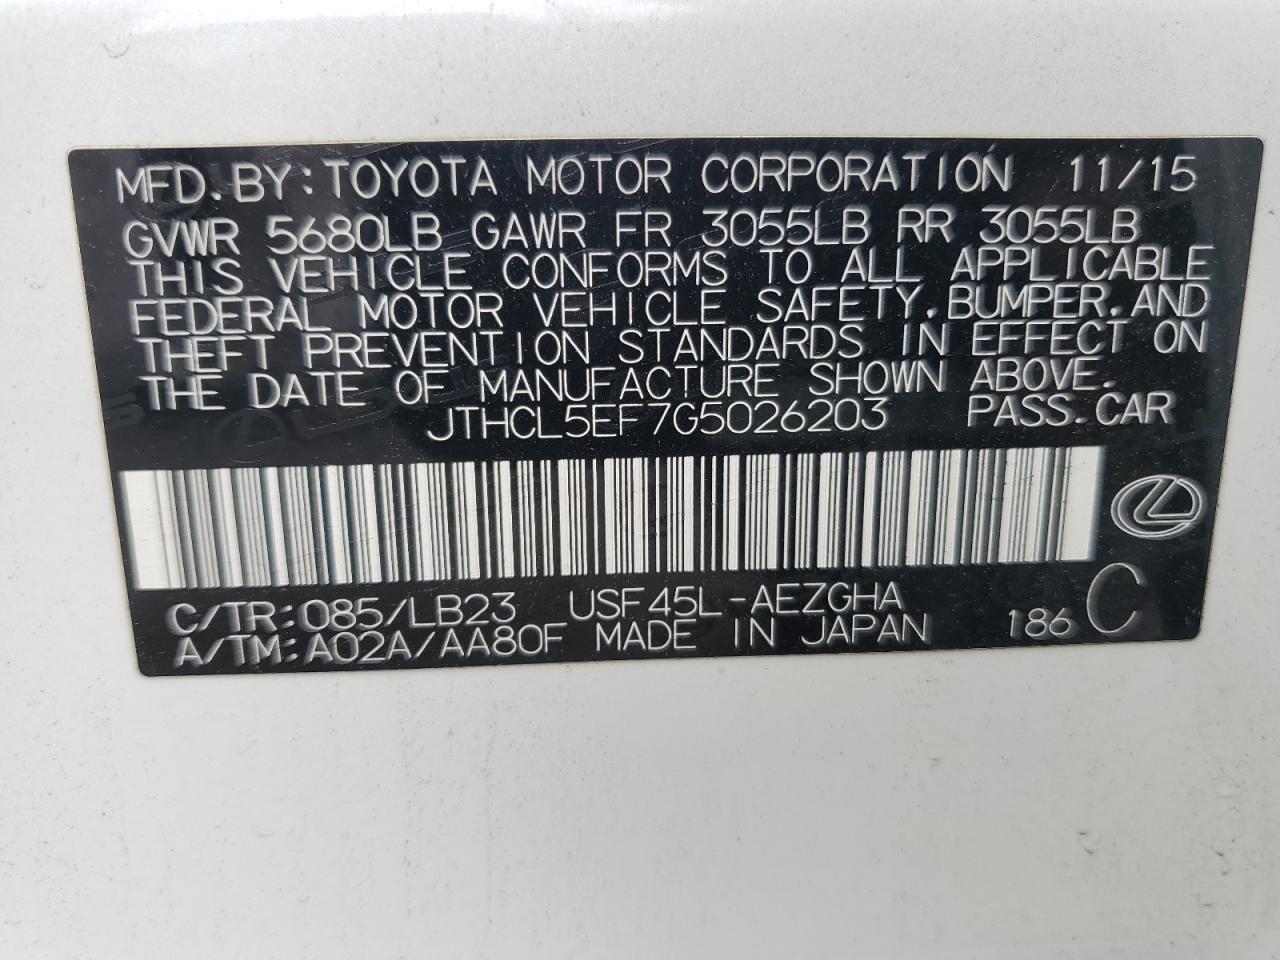 MFD.BY:TOYOTA MOTOR CORPORATION 11/15
GVWR 5680LB GAWR FR 3055LB RR 3055LB
THIS VEHICLE CONFORMS TO ALL APPLICABLE
FEDERAL MOTOR VEHICLE SAFETY,BUMPER,AND
THEFT PREVENTION STANDARDS IN EFFECT ON
THE DATE OF MANUFACTURE SHOWN ABOVE.
JTHCL5EF7G5026203 PASS.CAR
C/TR:085/LB23 USF45L-AEZGHA
A/TM:A02A/AA80F MADE IN JAPAN 186 C